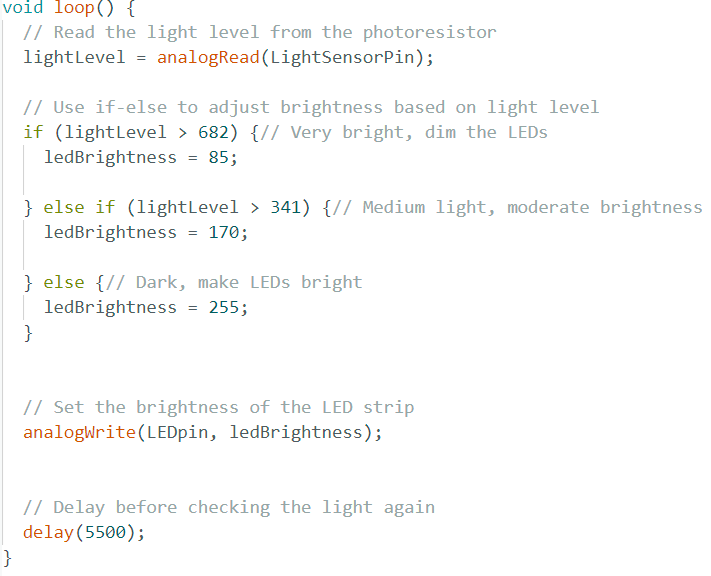 void loop() {
  // Read the light level from the photoresistor
  lightLevel = analogRead(LightSensorPin);
  // Use if-else to adjust brightness based on light level
  if (lightLevel > 682) {// Very bright, dim the LEDs
    ledBrightness = 85;
  } else if (lightLevel > 341) {// Medium light, moderate brightness
    ledBrightness = 170;
  } else {// Dark, make LEDs bright
    ledBrightness = 255;
  }
  // Set the brightness of the LED strip
  analogWrite(LEDpin, ledBrightness);
  // Delay before checking the light again
  delay(5500);
}